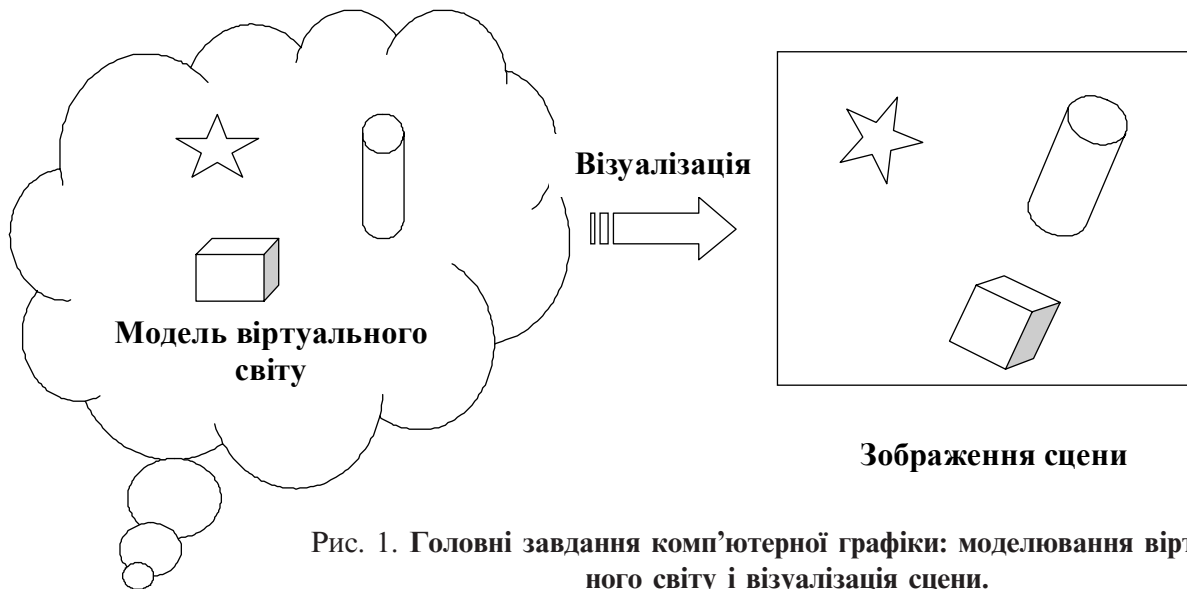 Візуалізація
Модель віртуального
світу
Зображення сцени
Рис. 1. Головні завдання комп’ютерної графіки: моделювання вірт
ного світу і візуалізація сцени.